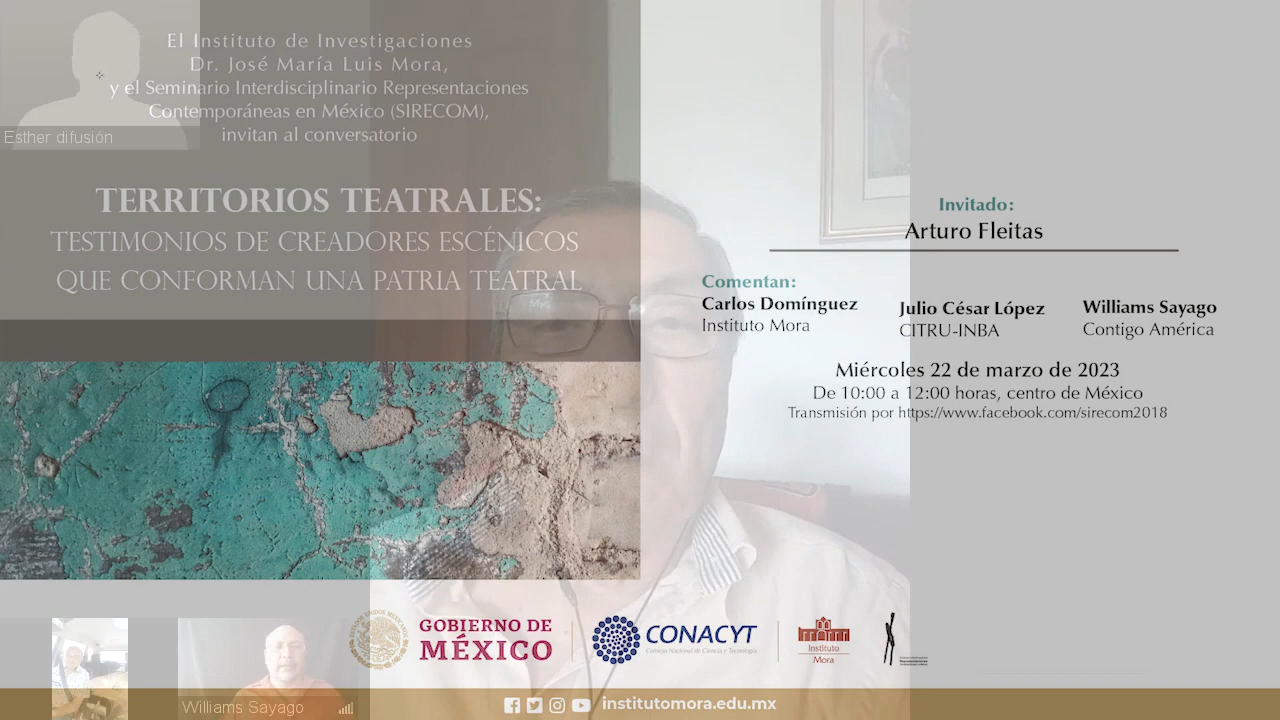 El Instituto de Investigaciones
Dr. José María Luis Mora,
y el Seminario Interdisciplinario Representaciones
Contemporáneas en México (SIRECOM),
invitan al conversatorio
Esther difusión
TERRITORIOS TEATRALES:
TESTIMONIOS DE CREADORES ESCÉNICOS
QUE CONFORMAN UNA PATRIA TEATRAL
Invitado:
Arturo Fleitas
Comentan:
Carlos Domínguez
Instituto Mora
Julio César López
CITRU-INBA
Williams Sayago
Contigo América
Miércoles 22 de marzo de 2023
De 10:00 a 12:00 horas, centro de México
Transmisión por https://www.facebook.com/sirecom2018
GOBIERNO DE
MÉXICO
CONACYT
Consejo Nacional de Ciencia y Tecnología
Instituto
Mora
Williams Sayago
institutomora.edu.mx